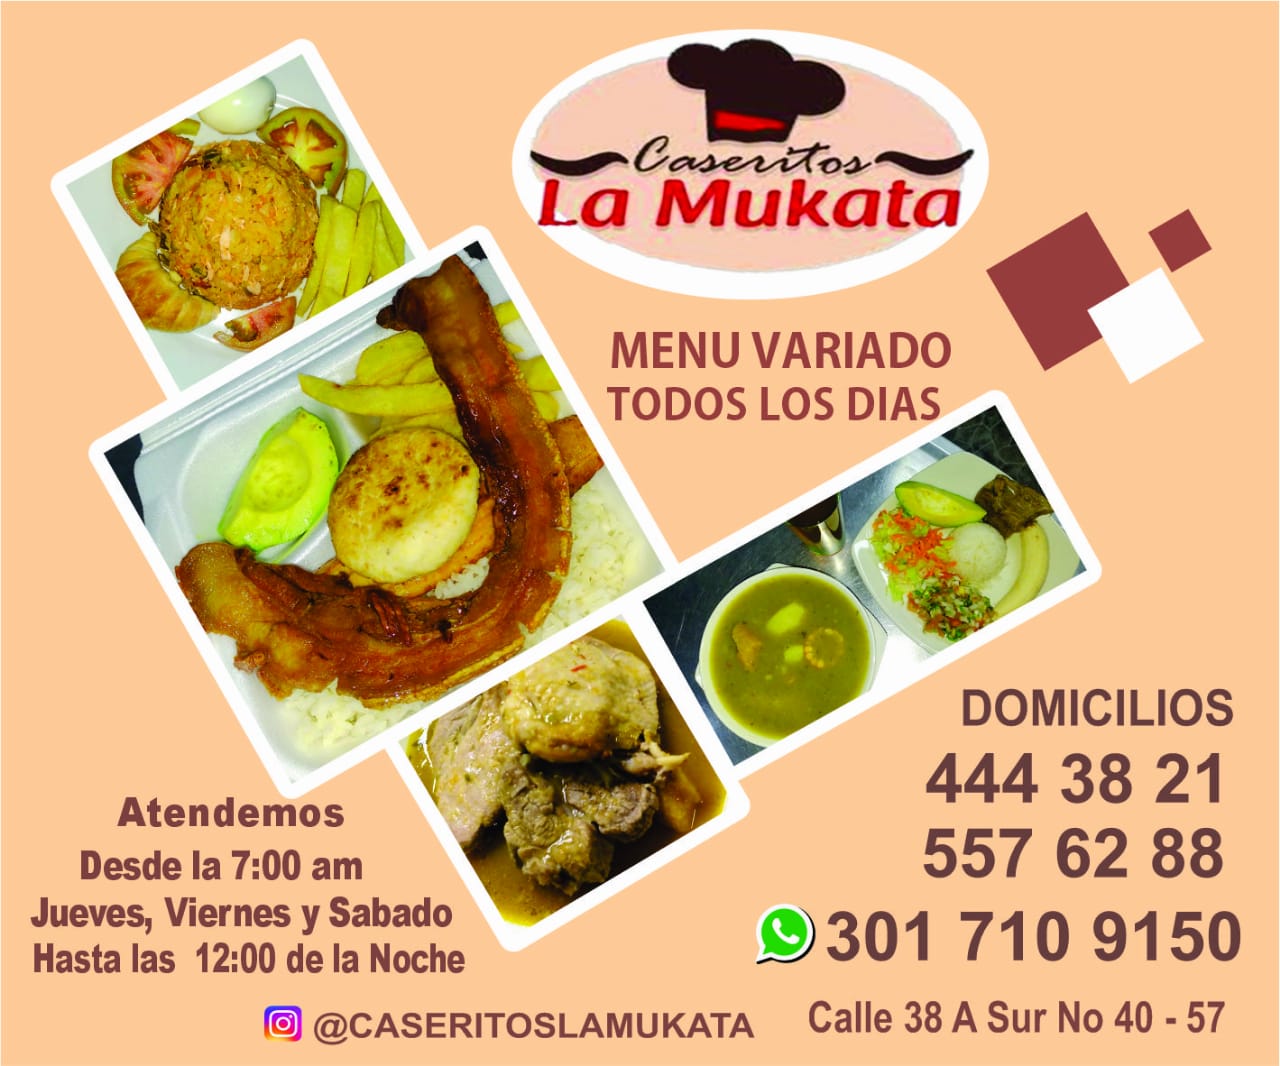 Caseritos
La Mukata
MENU VARIADO
TODOS LOS DIAS
DOMICILIOS
444 38 21
557 62 88
301 710 9150
Calle 38 A Sur No 40 - 57
Atendemos
Desde la 7:00 am
Jueves, Viernes y Sabado
Hasta las 12:00 de la Noche
@CASERITOSLAMUKATA